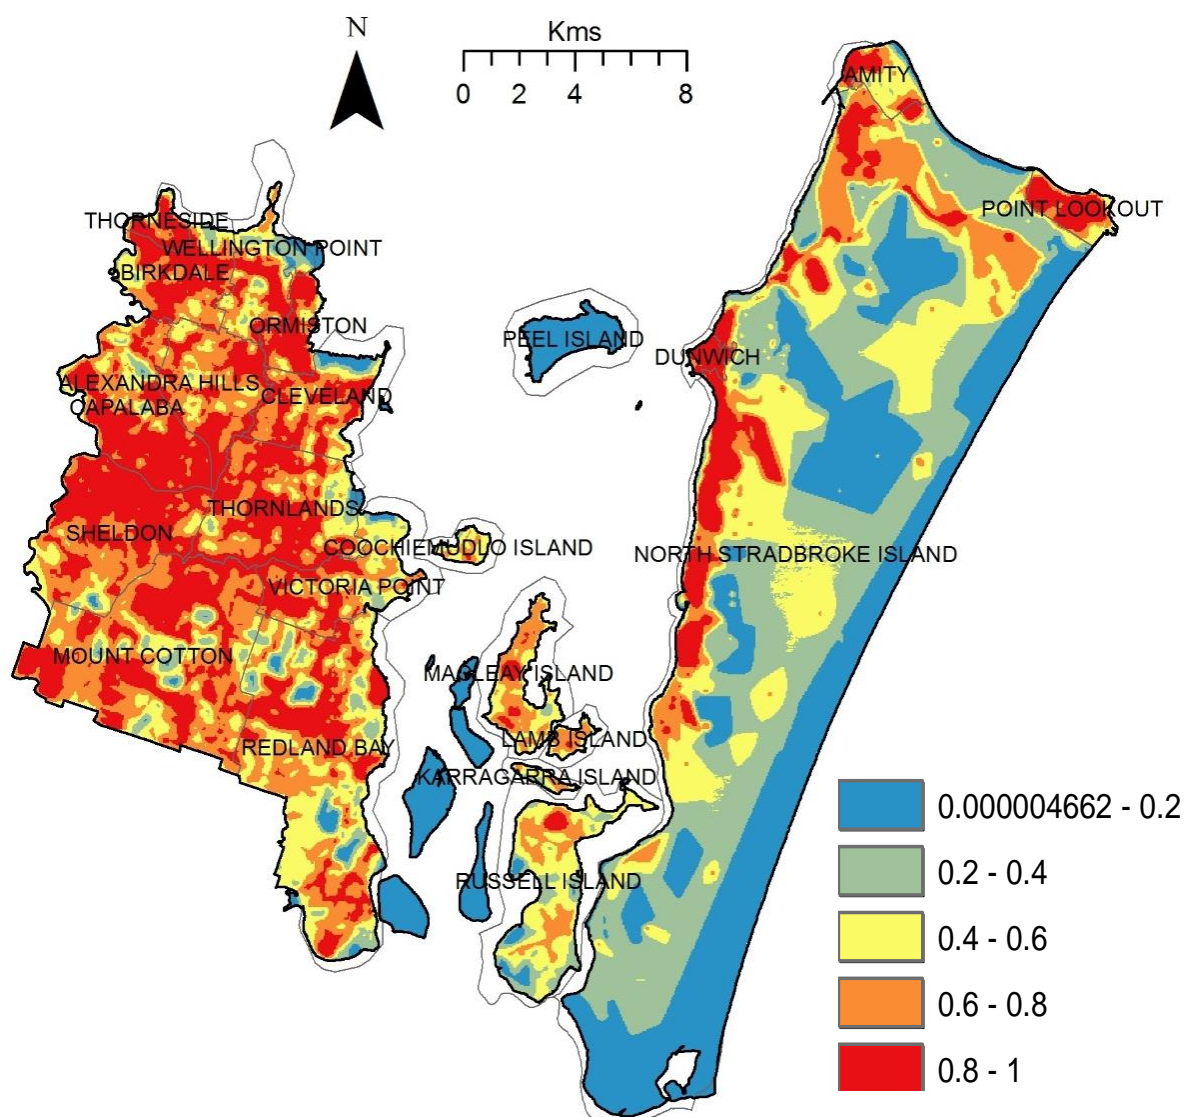 N
Kms
0 2 4 8
AMITY
POINT LOOKOUT
THORNESIDE
WELLINGTON POINT
BIRKDALE
ORMISTON
PEEL ISLAND
DUNWICH
ALEXANDRA HILLS
CLEVELAND
CAPALABA
THORNLANDS
SHELDON
COOCHIEMUDLO ISLAND
NORTH STRADBROKE ISLAND
VICTORIA POINT
MOUNT COTTON
MACLEAY ISLAND
LAMB ISLAND
REDLAND BAY
KARRAGARRA ISLAND
RUSSELL ISLAND
0.000004662 - 0.2
0.2 - 0.4
0.4 - 0.6
0.6 - 0.8
0.8 - 1